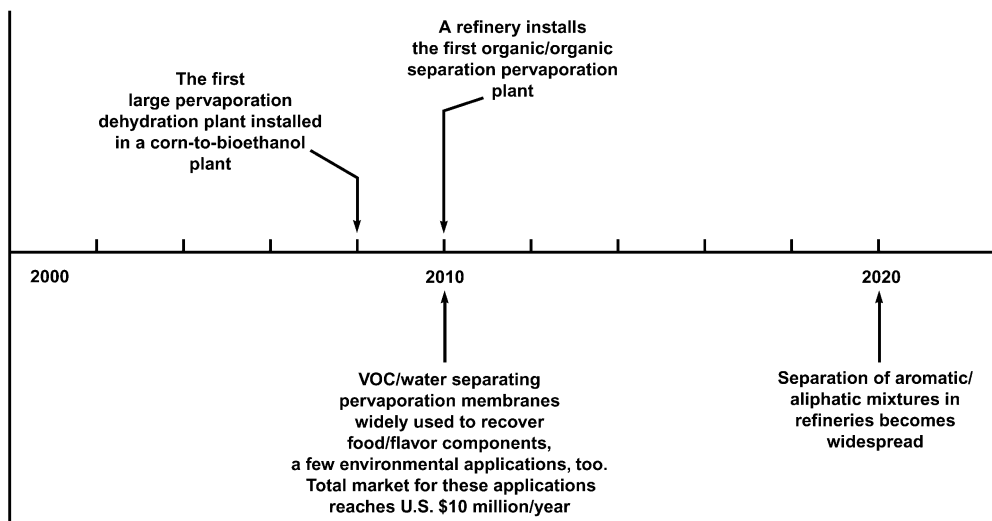 A refinery installs
the first organic/organic
separation pervaporation
plant
The first
large pervaporation
dehydration plant installed
in a corn-to-bioethanol
plant
2000
2010
2020
VOC/water separating
pervaporation membranes
widely used to recover
food/flavor components,
a few environmental applications, too.
Total market for these applications
reaches U.S. $10 million/year
Separation of aromatic/
aliphatic mixtures in
refineries becomes
widespread